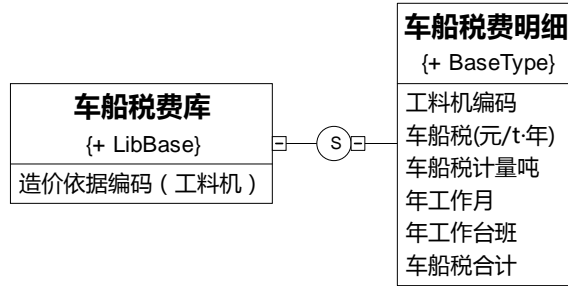 车船税费库
{+ LibBase}
造价依据编码（工料机）
S
车船税费明细
{+ BaseType}
工料机编码
车船税(元/t·年)
车船税计量吨
年工作月
年工作台班
车船税合计